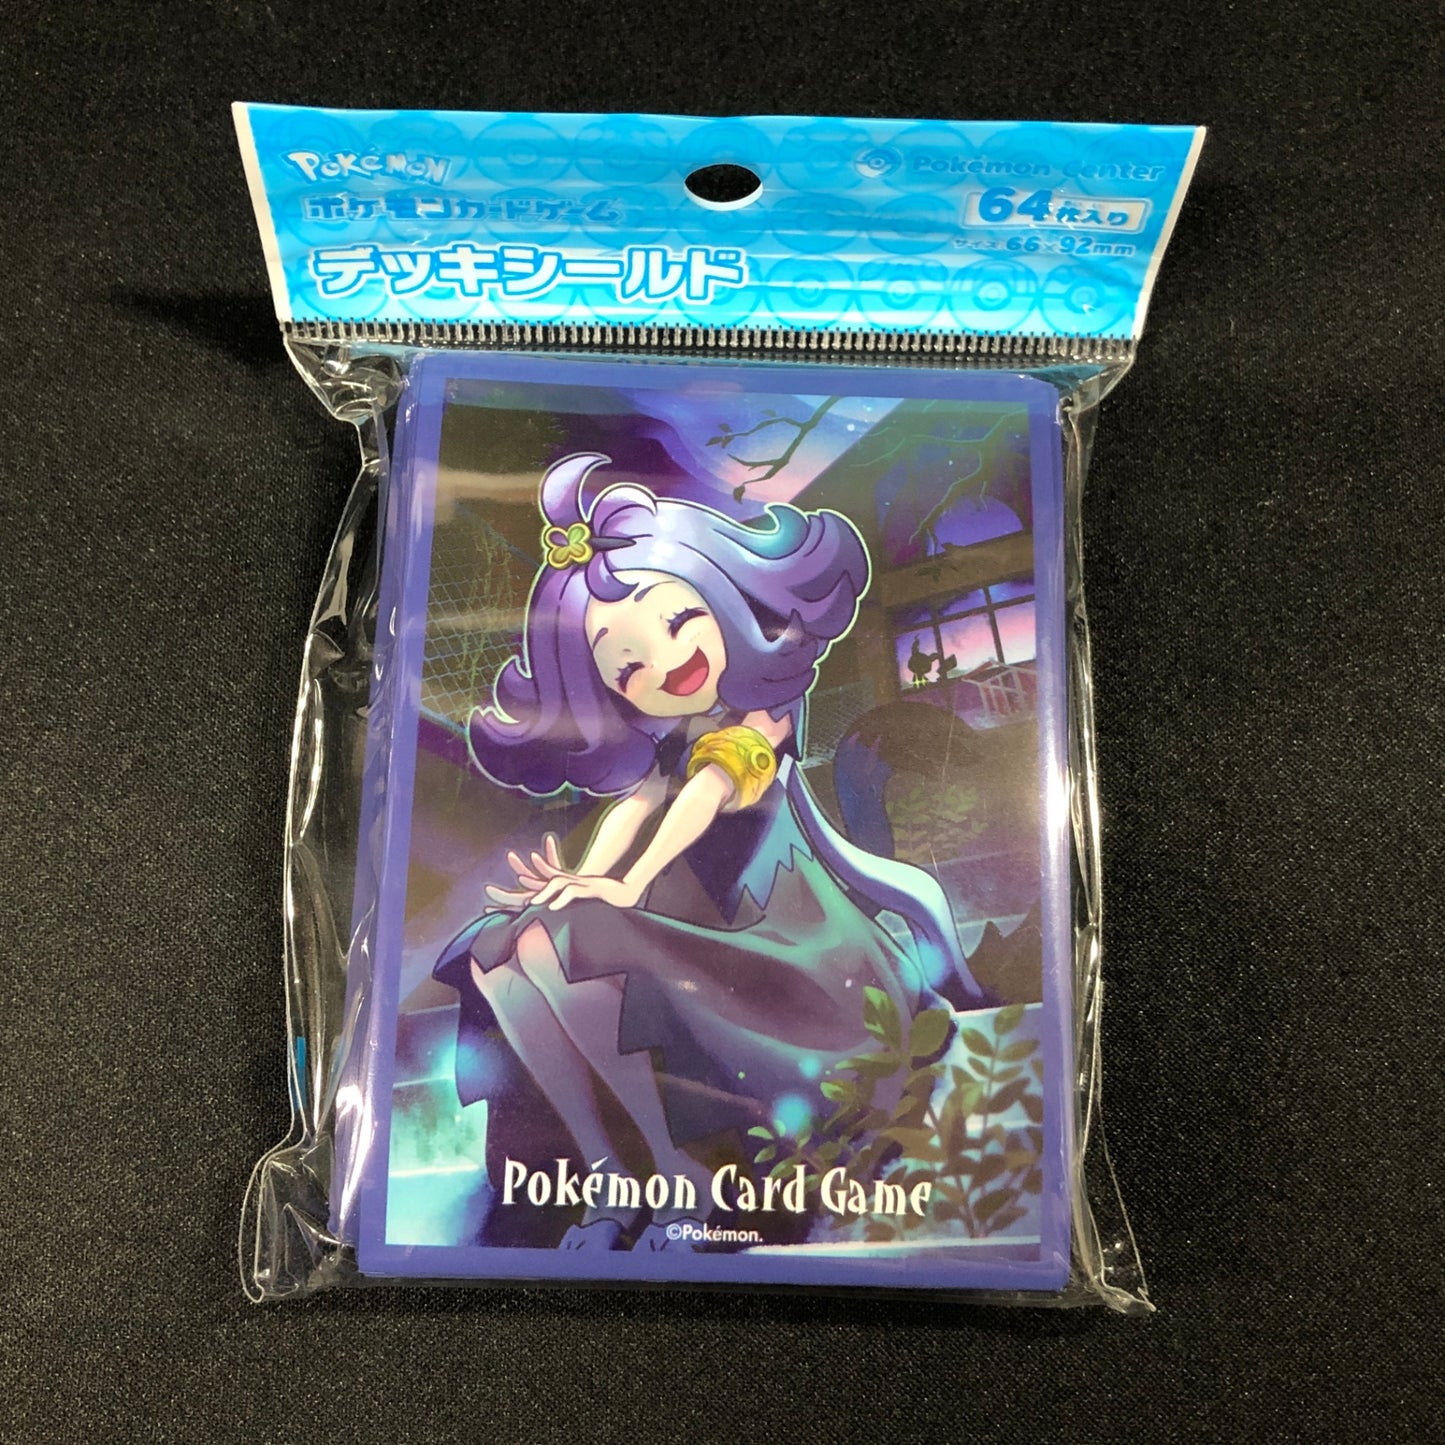 POKéMON
Pokémon Center
ポケモンカードゲーム
64枚入り
サイズ 66×92mm
デッキシールド
Pokémon Card Game
©Pokémon.